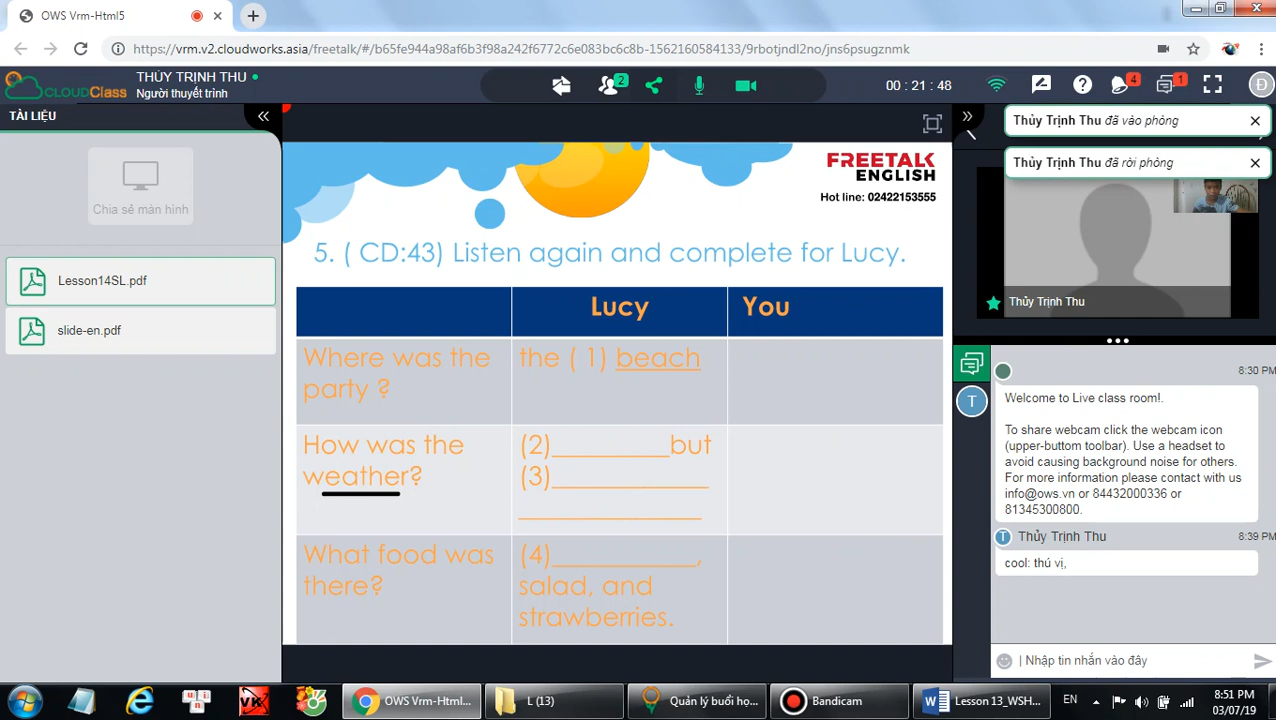 OWS Vrm-Html5
https://vrm.v2.cloudworks.asia/freetalk/#/b65fe944a98af6b3f98a242f6772c6e083bc6c8b-1562160584133/9rbotjndl2no/jns6psugznmk
CLOUDClass
THỦY TRỊNH THU
Người thuyết trình
2
00 : 21 : 48
4
1
Đ
TÀI LIỆU
Chia sẻ màn hình
Lesson14SL.pdf
slide-en.pdf
FREETALK
ENGLISH
Hot line: 02422153555
5. ( CD:43) Listen again and complete for Lucy.
Lucy
You
Where was the
party ?
the ( 1) beach
How was the
weather?
(2)_________but
(3)____________
______________
What food was
there?
(4)___________,
salad, and
strawberries.
Thủy Trịnh Thu đã vào phòng
Thủy Trịnh Thu đã rời phòng
Thủy Trịnh Thu
8:30 PM
Welcome to Live class room!.
To share webcam click the webcam icon
(upper-buttom toolbar). Use a headset to
avoid causing background noise for others.
For more information please contact with us
info@ows.vn or 84432000336 or
81345300800.
T
T Thủy Trịnh Thu 8:39 PM
cool: thú vị,
Nhập tin nhắn vào đây
OWS Vrm-Html...
L (13)
Quản lý buổi họ...
Bandicam
Lesson 13_WSH...
EN
8:51 PM
03/07/19